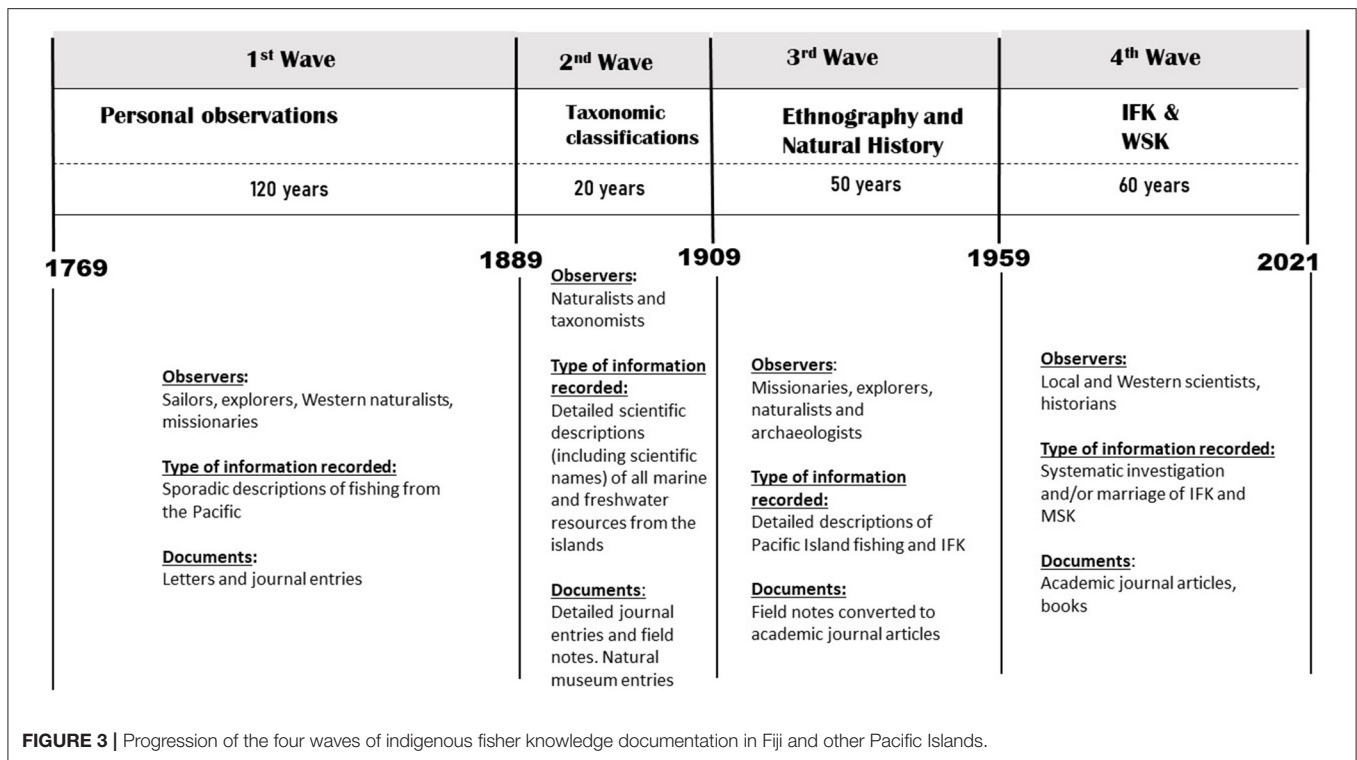 1st Wave
2nd Wave
3rd Wave
4th Wave
Personal observations
Taxonomic
classifications
Ethnography and
Natural History
IFK &
WSK
120 years
20 years
50 years
60 years
1769
1889
1909
1959
2021
Observers:
Sailors, explorers, Western naturalists,
missionaries
Type of information recorded:
Sporadic descriptions of fishing from
the Pacific
Documents:
Letters and journal entries
Observers:
Naturalists and
taxonomists
Type of information
recorded:
Detailed scientific
descriptions
(including scientific
names) of all marine
and freshwater
resources from the
islands
Documents:
Detailed journal
entries and field
notes. Natural
museum entries
Observers:
Missionaries, explorers,
naturalists and
archaeologists
Type of information
recorded:
Detailed descriptions of
Pacific Island fishing and IFK
Documents:
Field notes converted to
academic journal articles
Observers:
Local and Western scientists,
historians
Type of information recorded:
Systematic investigation
and/or marriage of IFK and
MSK
Documents:
Academic journal articles,
books
FIGURE 3 | Progression of the four waves of indigenous fisher knowledge documentation in Fiji and other Pacific Islands.